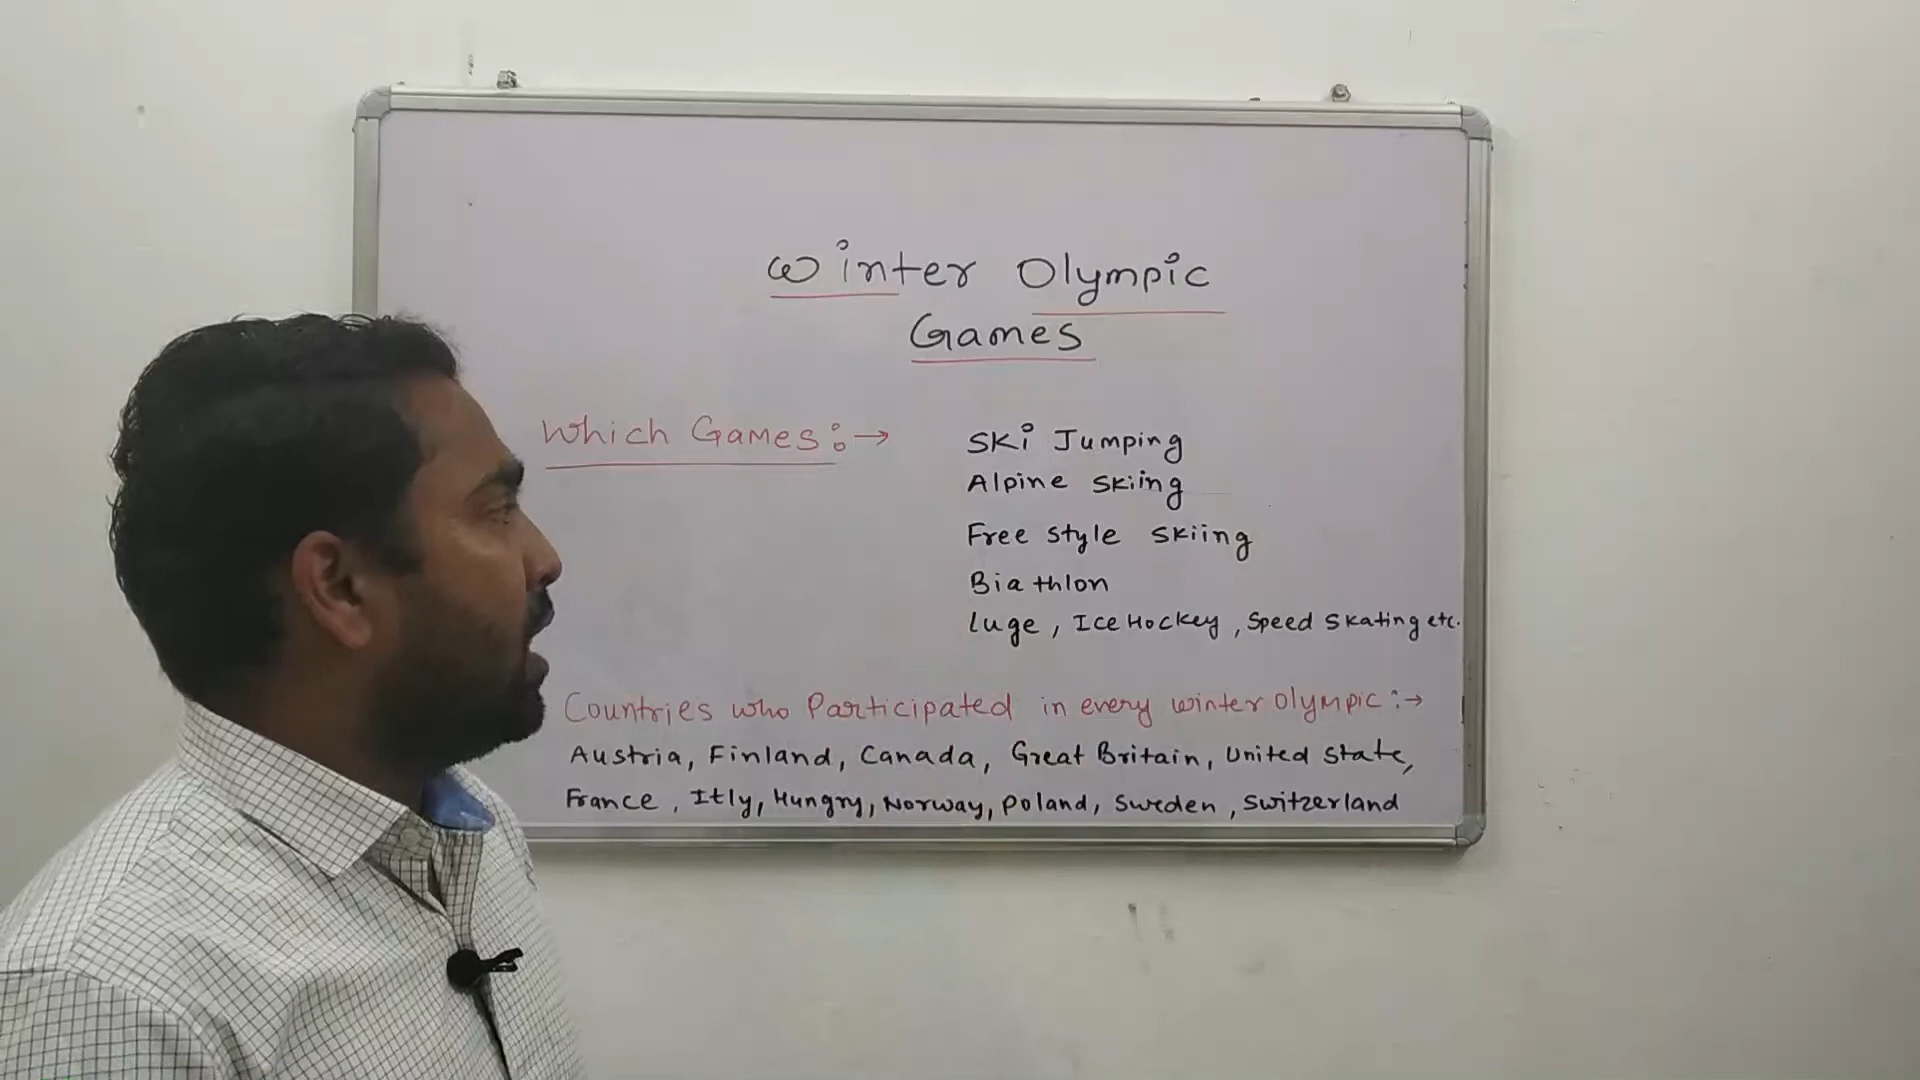 Winter Olympic
Games
Which Games:→
Ski Jumping
Alpine Skiing
Free style skiing
Biathlon
Luge, Ice Hockey, Speed Skating etc.
Countries who Participated in every winter Olympic:→
Austria, Finland, Canada, Great Britain, United State,
France, Itly, Hungry, Norway, Poland, Sweden, Switzerland